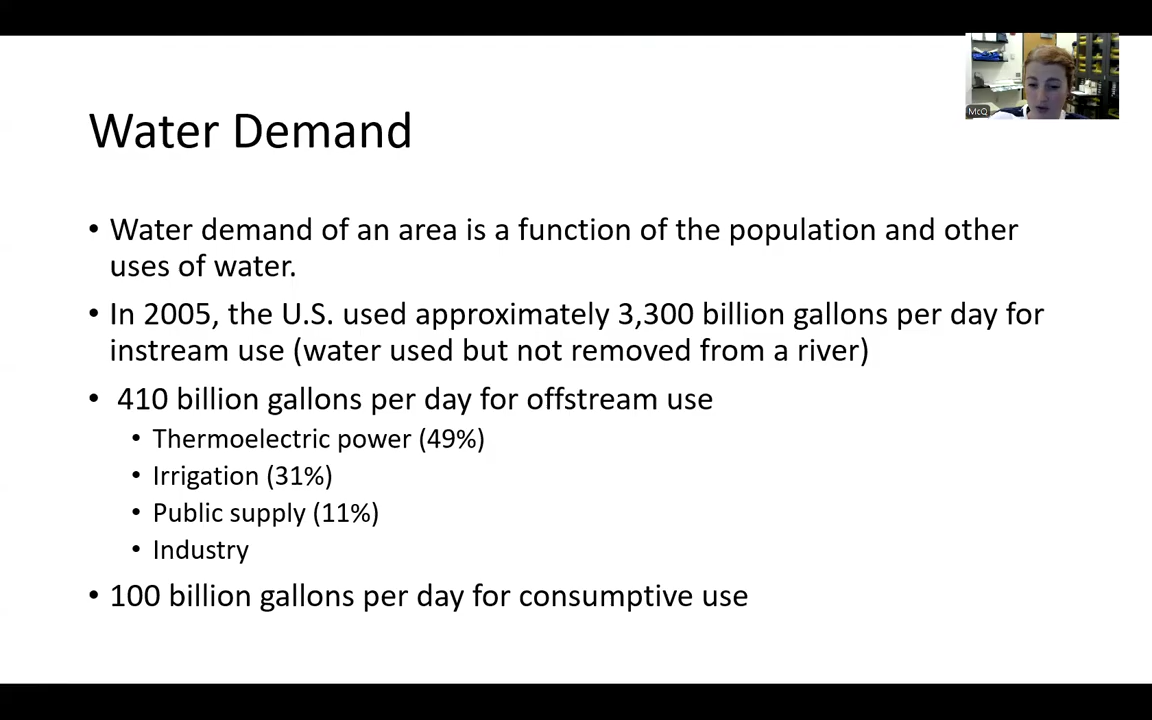 McQ
Water Demand
• Water demand of an area is a function of the population and other
uses of water.
• In 2005, the U.S. used approximately 3,300 billion gallons per day for
instream use (water used but not removed from a river)
• 410 billion gallons per day for offstream use
• Thermoelectric power (49%)
• Irrigation (31%)
• Public supply (11%)
• Industry
• 100 billion gallons per day for consumptive use